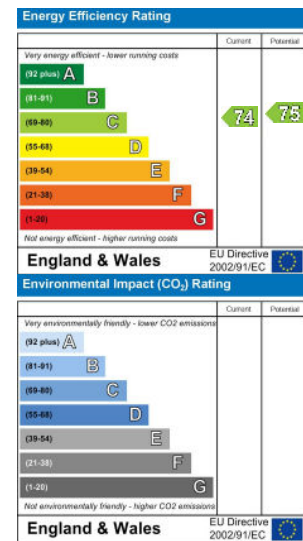 Energy Efficiency Rating
Current Potential
Very energy efficient - lower running costs
(92 plus) A
(81-91) B
(69-80) C
74 75
(55-68) D
(39-54) E
(21-38) F
(1-20) G
Not energy efficient - higher running costs
England & Wales EU Directive 2002/91/EC
Environmental Impact (CO₂) Rating
Current Potential
Very environmentally friendly - lower CO2 emissions
(92 plus) A
(81-91) B
(69-80) C
(55-68) D
(39-54) E
(21-38) F
(1-20) G
Not environmentally friendly - higher CO2 emissions
England & Wales EU Directive 2002/91/EC